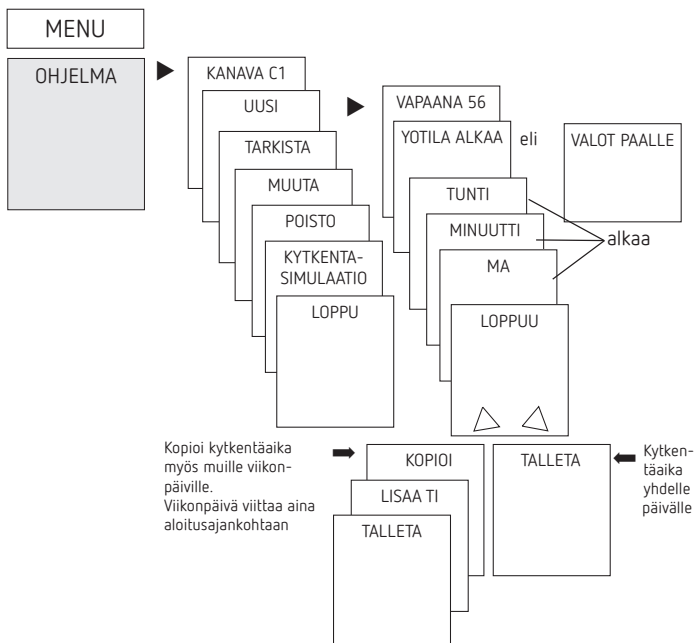 MENU
OHJELMA
KANAVA C1
UUSI
TARKISTA
MUUTA
POISTO
KYTKENTA-
SIMULAATIO
LOPPU
VAPAANA 56
YOTILA ALKAA
eli
VALOT PAALLE
TUNTI
MINUUTTI
MA
alkaa
LOPPUU
Kopioi kytkentäaika
myös muille viikon-
päiville.
Viikonpäivä viittaa aina
aloitusajankohtaan
KOPIOI
LISAA TI
TALLETA
TALLETA
Kytken-
täaika
yhdelle
päivälle